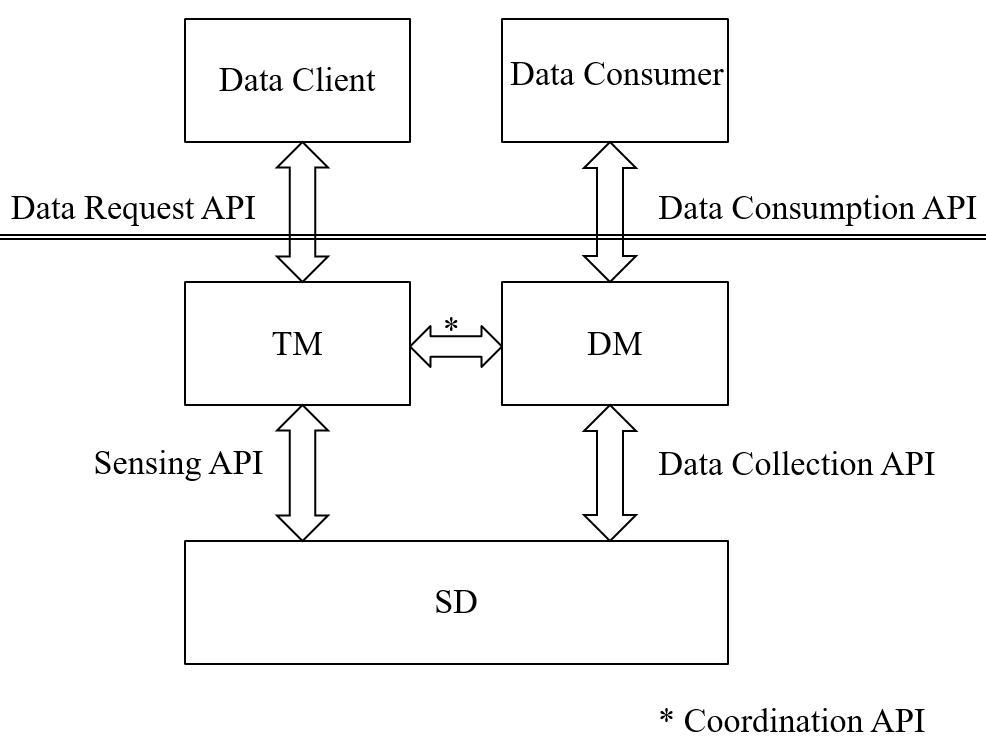 Data Client
Data Consumer
Data Request API
Data Consumption API
TM
*
DM
Sensing API
Data Collection API
SD
* Coordination API